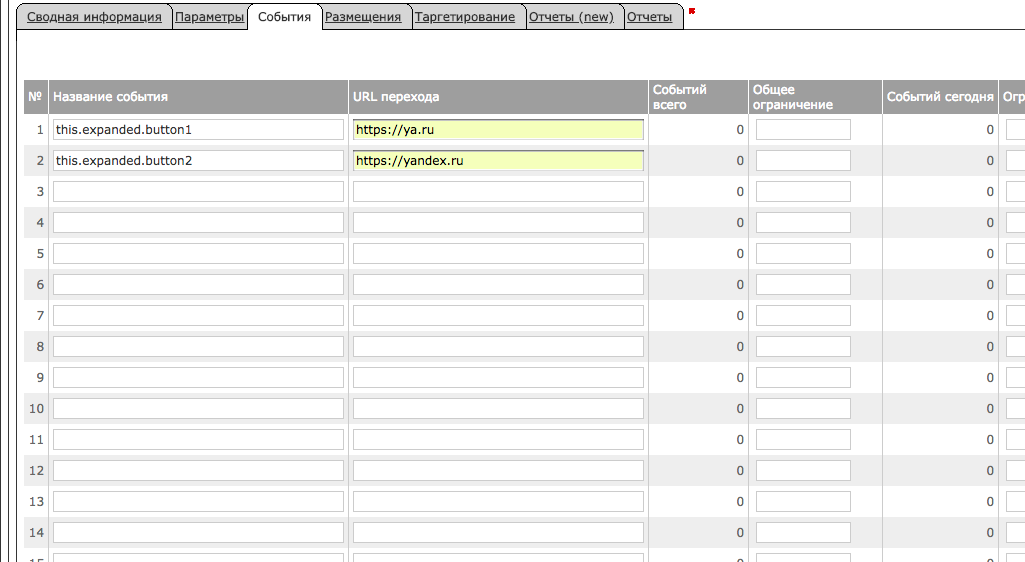 Сводная информация Параметры События Размещения Таргетирование Отчеты (new) Отчеты
№ Название события URL перехода Событий всего Общее ограничение Событий сегодня Огр
1 this.expanded.button1 https://ya.ru 0 0
2 this.expanded.button2 https://yandex.ru 0 0
3 0 0
4 0 0
5 0 0
6 0 0
7 0 0
8 0 0
9 0 0
10 0 0
11 0 0
12 0 0
13 0 0
14 0 0